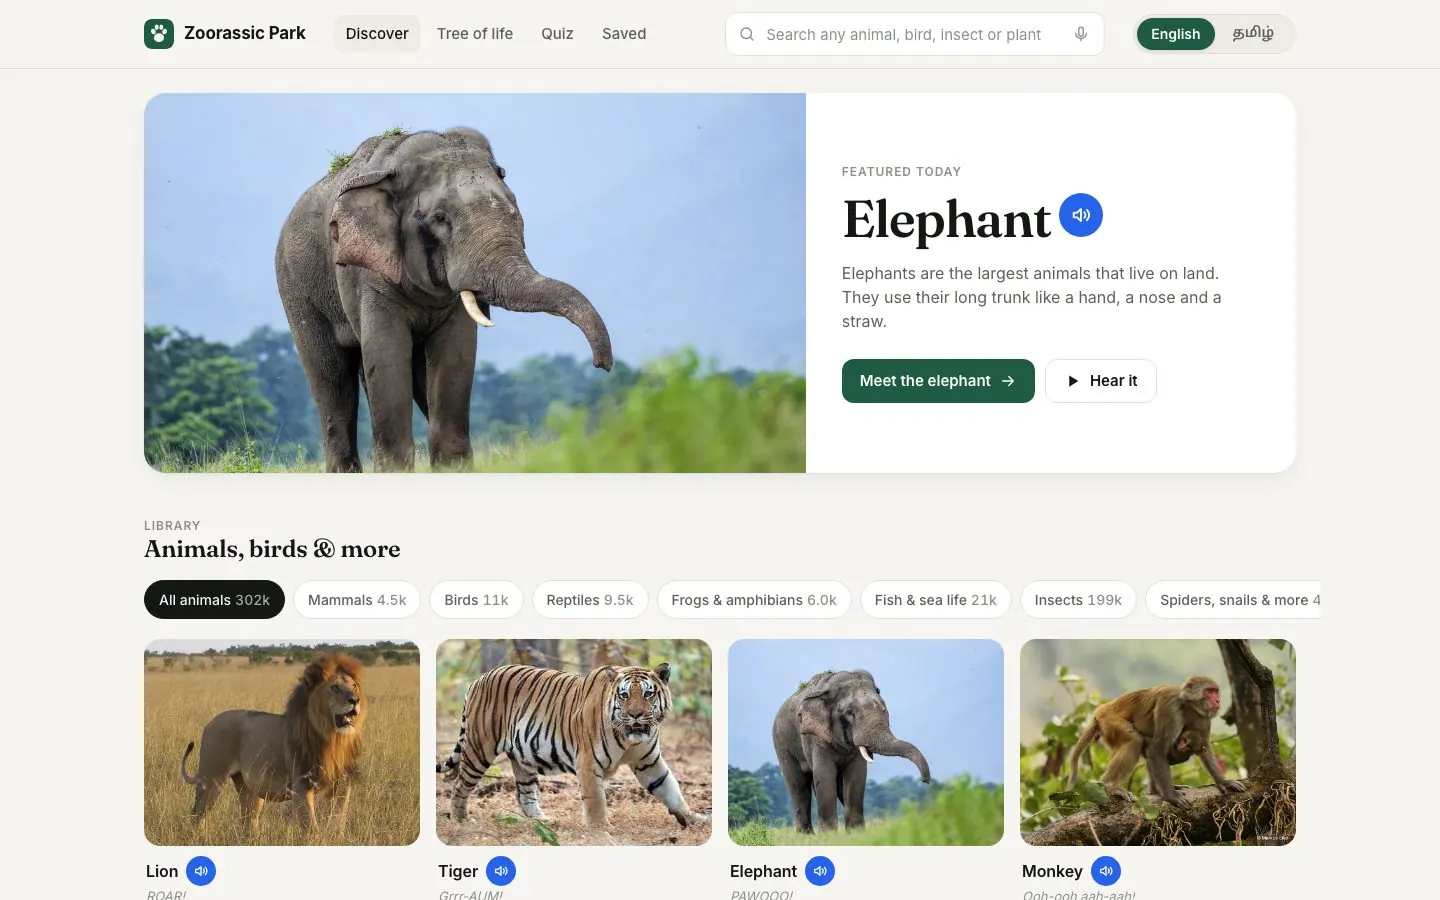 Zoorassic Park
Discover
Tree of life
Quiz
Saved
Search any animal, bird, insect or plant
English
தமிழ்
FEATURED TODAY
Elephant
Elephants are the largest animals that live on land.
They use their long trunk like a hand, a nose and a
straw.
Meet the elephant →
Hear it
LIBRARY
Animals, birds & more
All animals 302k
Mammals 4.5k
Birds 11k
Reptiles 9.5k
Frogs & amphibians 6.0k
Fish & sea life 21k
Insects 199k
Spiders, snails & more 4
Lion
Tiger
Elephant
Monkey
ROAR!
Grrr-AUM!
PAWOOO!
Ooh-ooh aah-aah!